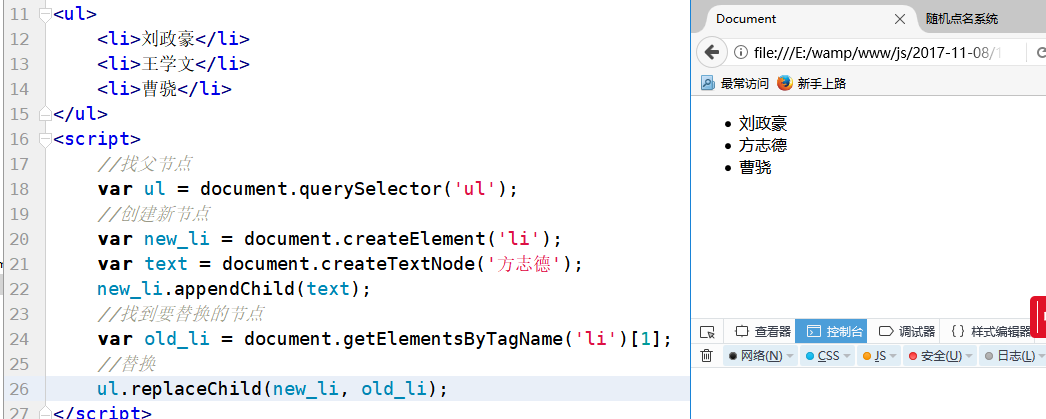 11 <ul>
12 <li>刘政豪</li>
13 <li>王学文</li>
14 <li>曹骁</li>
15 </ul>
16 <script>
17 //找父节点
18 var ul = document.querySelector('ul');
19 //创建新节点
20 var new_li = document.createElement('li');
21 var text = document.createTextNode('方志德');
22 new_li.appendChild(text);
23 //找到要替换的节点
24 var old_li = document.getElementsByTagName('li')[1];
25 //替换
26 ul.replaceChild(new_li, old_li);
27 </script>
Document
随机点名系统
file:///E:/wamp/www/js/2017-11-08/1
最常访问 新手上路
刘政豪
方志德
曹骁
查看器 控制台 调试器 {} 样式编辑器
网络(N) CSS JS 安全(U) 日志(L)